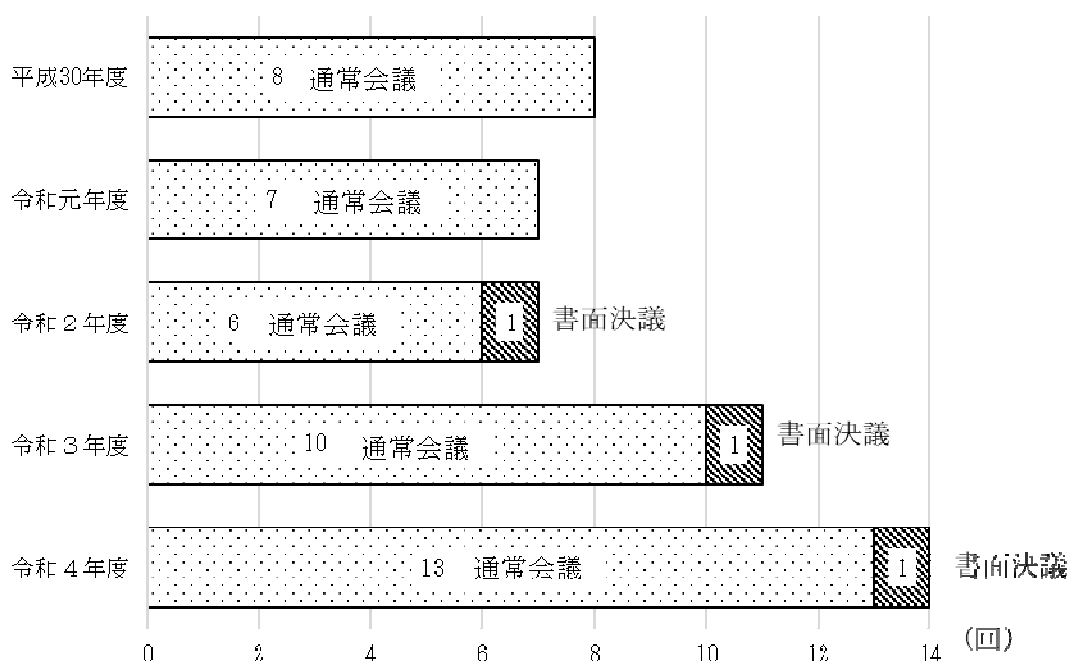 平成30年度 8 通常会議
令和元年度 7 通常会議
令和２年度 6 通常会議 1 書面決議
令和３年度 10 通常会議 1 書面決議
令和４年度 13 通常会議 1 書面決議
0 2 4 6 8 10 12 14 (回)